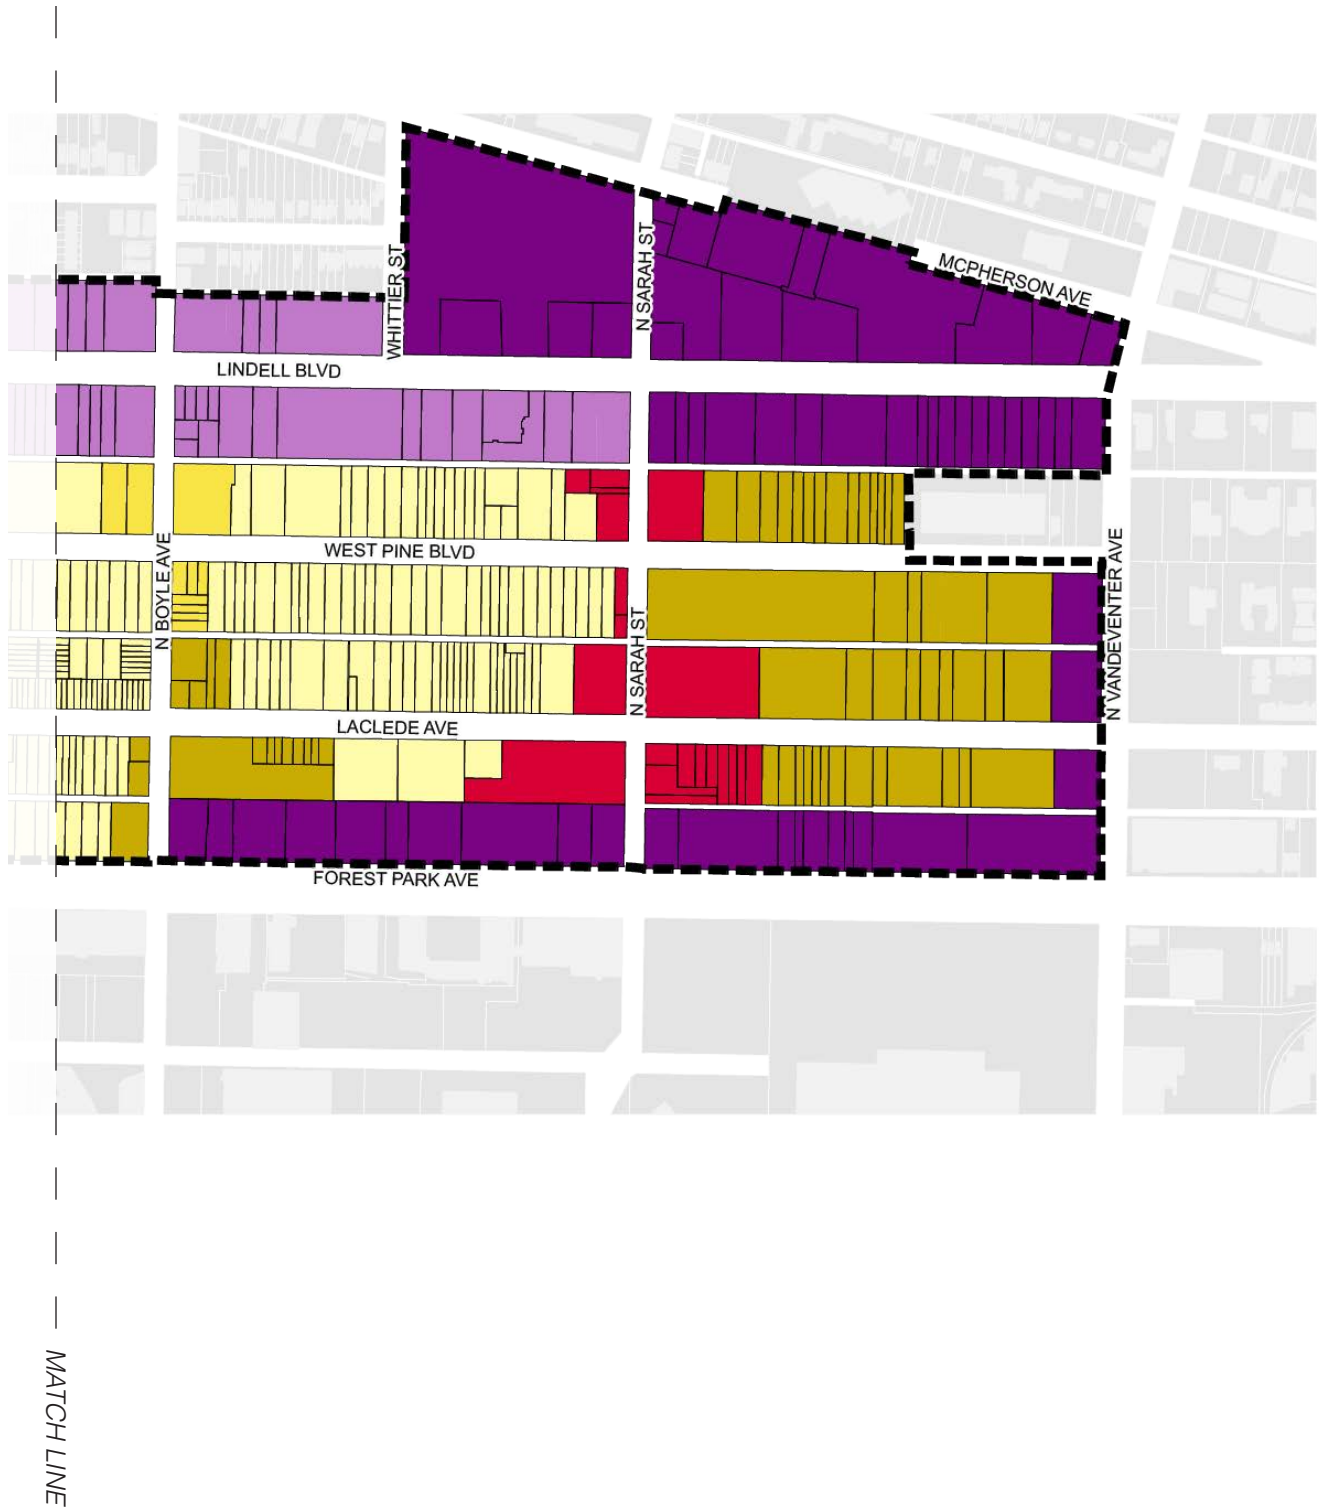 MCPHERSON AVE
N SARAH ST
WHITTIER ST
LINDELL BLVD
WEST PINE BLVD
N BOYLE AVE
N SARAH ST
N VANDEVENTER AVE
LACLEDE AVE
FOREST PARK AVE
MATCH LINE